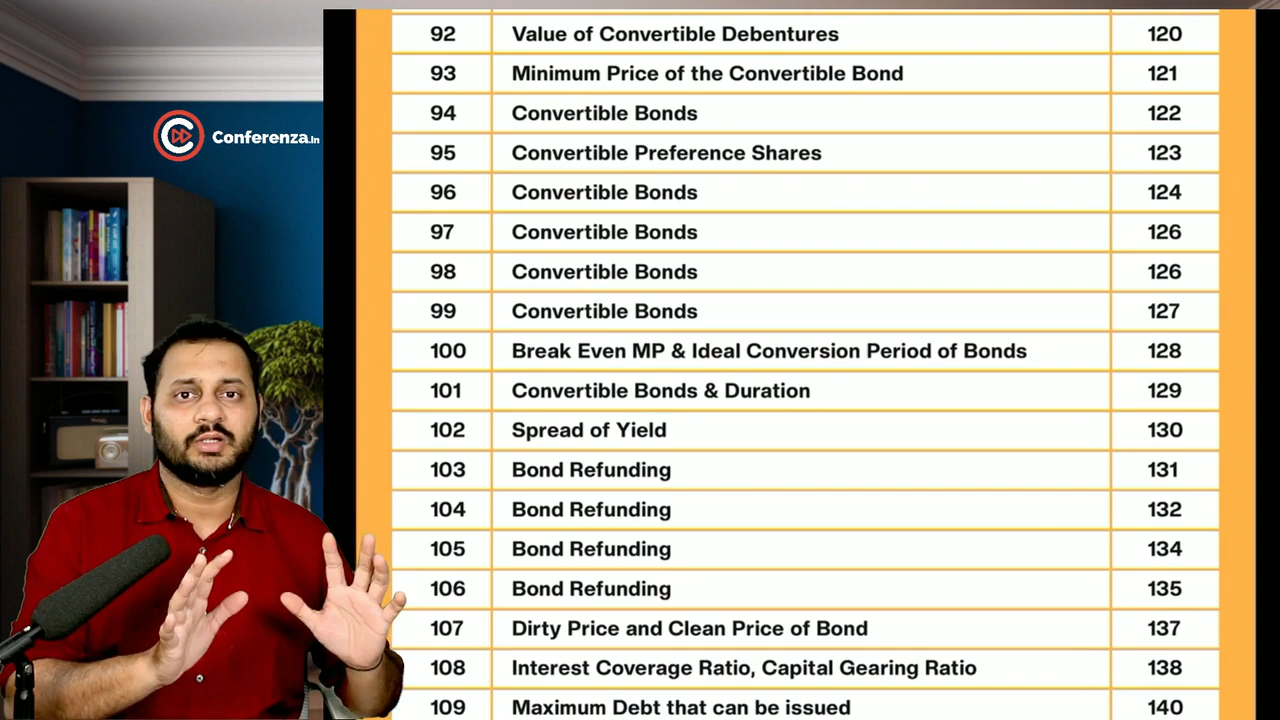 Conferenza.in
92 Value of Convertible Debentures 120
93 Minimum Price of the Convertible Bond 121
94 Convertible Bonds 122
95 Convertible Preference Shares 123
96 Convertible Bonds 124
97 Convertible Bonds 126
98 Convertible Bonds 126
99 Convertible Bonds 127
100 Break Even MP & Ideal Conversion Period of Bonds 128
101 Convertible Bonds & Duration 129
102 Spread of Yield 130
103 Bond Refunding 131
104 Bond Refunding 132
105 Bond Refunding 134
106 Bond Refunding 135
107 Dirty Price and Clean Price of Bond 137
108 Interest Coverage Ratio, Capital Gearing Ratio 138
109 Maximum Debt that can be issued 140